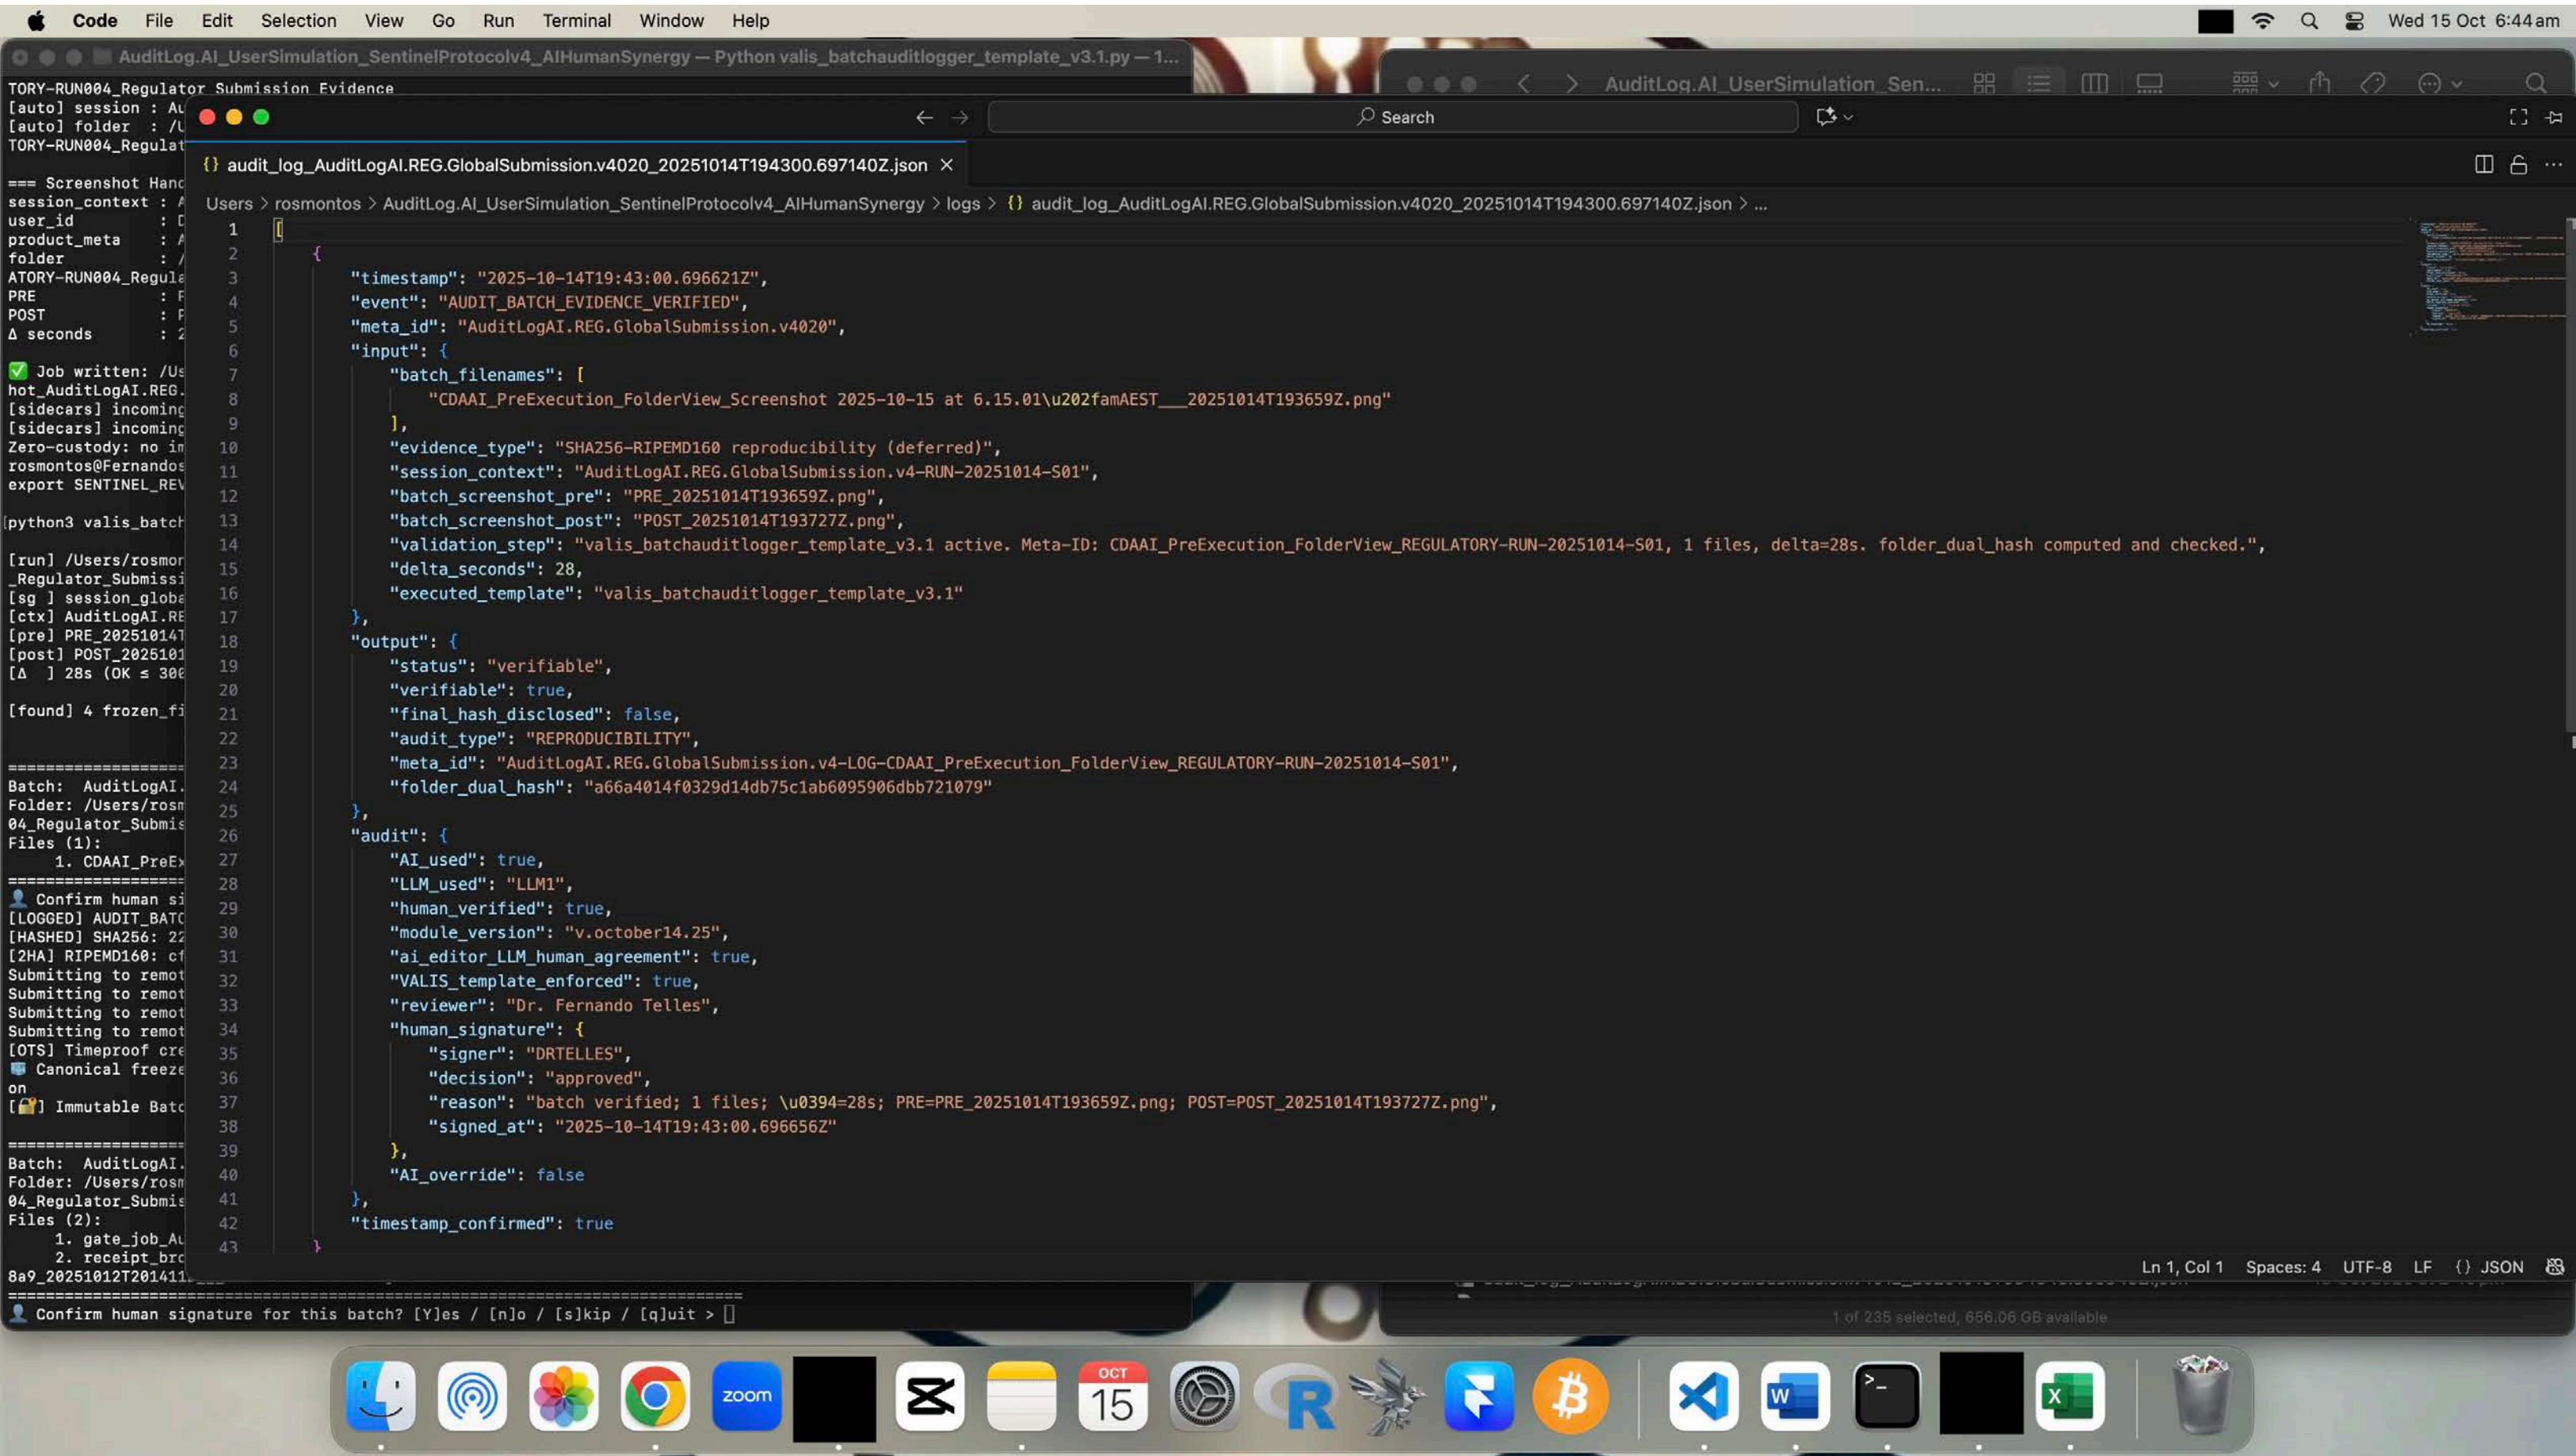 Code File Edit Selection View Go Run Terminal Window Help
Wed 15 Oct 6:44 am
AuditLog.AI_UserSimulation_SentinelProtocolv4_AIHumanSynergy — Python valis_batchauditlogger_template_v3.1.py — 1...
TORY-RUN004_Regulator_Submission_Evidence
[auto] session : Au
[auto] folder : /U
TORY-RUN004_Regulat
=== Screenshot Hand
session_context : A
user_id : D
product_meta : A
folder : /
ATORY-RUN004_Regula
PRE : P
POST : P
Δ seconds : 2
✅ Job written: /Us
hot_AuditLogAI.REG.
[sidecars] incoming
[sidecars] incoming
Zero-custody: no im
rosmontos@Fernandos
export SENTINEL_REV
[python3 valis_batch
[run] /Users/rosmon
_Regulator_Submissi
[sg ] session_globa
[ctx] AuditLogAI.RE
[pre] PRE_20251014T
[post] POST_2025101
[Δ ] 28s (OK ≤ 300
[found] 4 frozen_fi
====================
Batch: AuditLogAI.
Folder: /Users/rosm
04_Regulator_Submis
Files (1):
1. CDAAI_PreEx
====================
👤 Confirm human si
[LOGGED] AUDIT_BATC
[HASHED] SHA256: 22
[2HA] RIPEMD160: cf
Submitting to remot
Submitting to remot
Submitting to remot
Submitting to remot
[OTS] Timeproof cre
🧊 Canonical freeze
on
[🔐] Immutable Batc
====================
Batch: AuditLogAI.
Folder: /Users/rosm
04_Regulator_Submis
Files (2):
1. gate_job_Au
2. receipt_bro
8a9_20251012T201411
👤 Confirm human signature for this batch? [Y]es / [n]o / [s]kip / [q]uit >
AuditLog.AI_UserSimulation_Sen...
Search
{} audit_log_AuditLogAI.REG.GlobalSubmission.v4020_20251014T194300.697140Z.json ×
Users > rosmontos > AuditLog.AI_UserSimulation_SentinelProtocolv4_AIHumanSynergy > logs > {} audit_log_AuditLogAI.REG.GlobalSubmission.v4020_20251014T194300.697140Z.json > ...
1 [
2 {
3 "timestamp": "2025-10-14T19:43:00.696621Z",
4 "event": "AUDIT_BATCH_EVIDENCE_VERIFIED",
5 "meta_id": "AuditLogAI.REG.GlobalSubmission.v4020",
6 "input": {
7 "batch_filenames": [
8 "CDAAI_PreExecution_FolderView_Screenshot 2025-10-15 at 6.15.01\u202famAEST___20251014T193659Z.png"
9 ],
10 "evidence_type": "SHA256-RIPEMD160 reproducibility (deferred)",
11 "session_context": "AuditLogAI.REG.GlobalSubmission.v4-RUN-20251014-S01",
12 "batch_screenshot_pre": "PRE_20251014T193659Z.png",
13 "batch_screenshot_post": "POST_20251014T193727Z.png",
14 "validation_step": "valis_batchauditlogger_template_v3.1 active. Meta-ID: CDAAI_PreExecution_FolderView_REGULATORY-RUN-20251014-S01, 1 files, delta=28s. folder_dual_hash computed and checked.",
15 "delta_seconds": 28,
16 "executed_template": "valis_batchauditlogger_template_v3.1"
17 },
18 "output": {
19 "status": "verifiable",
20 "verifiable": true,
21 "final_hash_disclosed": false,
22 "audit_type": "REPRODUCIBILITY",
23 "meta_id": "AuditLogAI.REG.GlobalSubmission.v4-LOG-CDAAI_PreExecution_FolderView_REGULATORY-RUN-20251014-S01",
24 "folder_dual_hash": "a66a4014f0329d14db75c1ab6095906dbb721079"
25 },
26 "audit": {
27 "AI_used": true,
28 "LLM_used": "LLM1",
29 "human_verified": true,
30 "module_version": "v.october14.25",
31 "ai_editor_LLM_human_agreement": true,
32 "VALIS_template_enforced": true,
33 "reviewer": "Dr. Fernando Telles",
34 "human_signature": {
35 "signer": "DRTELLES",
36 "decision": "approved",
37 "reason": "batch verified; 1 files; \u0394=28s; PRE=PRE_20251014T193659Z.png; POST=POST_20251014T193727Z.png",
38 "signed_at": "2025-10-14T19:43:00.696656Z"
39 },
40 "AI_override": false
41 },
42 "timestamp_confirmed": true
43 }
Ln 1, Col 1 Spaces: 4 UTF-8 LF {} JSON
1 of 235 selected, 656.06 GB available
zoom
OCT
15
R
W
>_
X